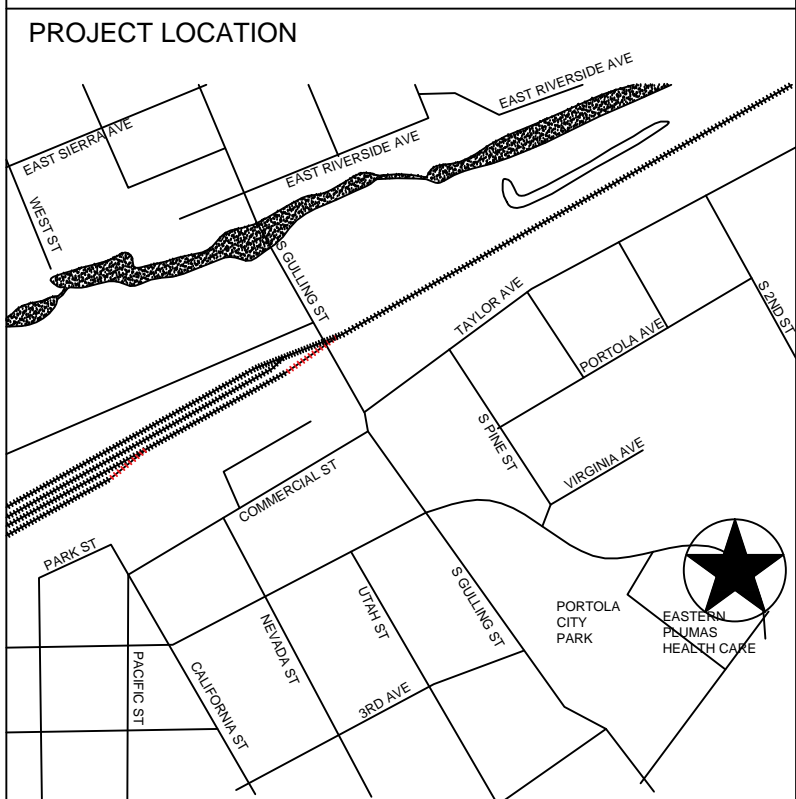 PROJECT LOCATION
EAST RIVERSIDE AVE
EAST SIERRA AVE
EAST RIVERSIDE AVE
WEST ST
S GULLING ST
S 2ND ST
TAYLOR AVE
PORTOLA AVE
S PINE ST
VIRGINIA AVE
COMMERCIAL ST
PARK ST
S GULLING ST
UTAH ST
NEVADA ST
PORTOLA
CITY
PARK
EASTERN
PLUMAS
HEALTH CARE
PACIFIC ST
CALIFORNIA ST
3RD AVE